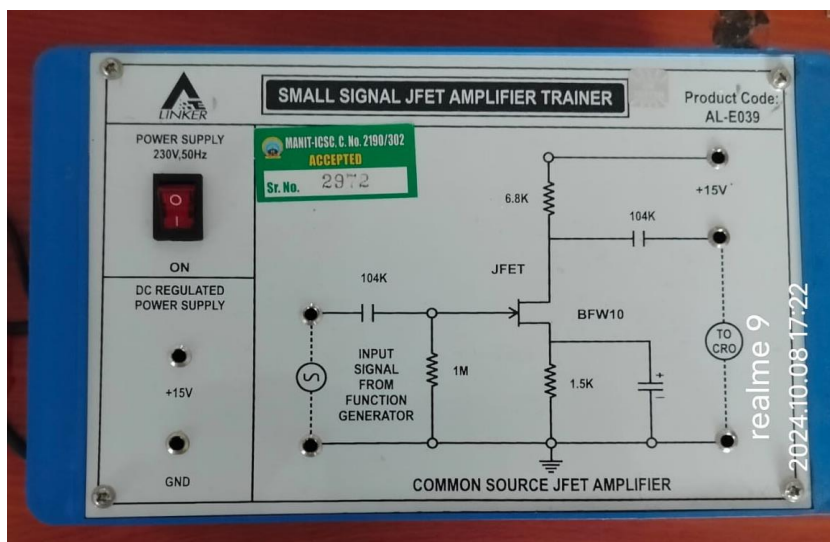 LINKER
SMALL SIGNAL JFET AMPLIFIER TRAINER
Product Code:
AL-E039
POWER SUPPLY
230V,50Hz
ON
MANIT-ICSC. C. No. 2190/302
ACCEPTED
Sr. No. 2972
DC REGULATED
POWER SUPPLY
+15V
GND
6.8K
+15V
104K
JFET
BFW10
104K
INPUT
SIGNAL
FROM
FUNCTION
GENERATOR
1M
1.5K
+
–
TO
CRO
COMMON SOURCE JFET AMPLIFIER
realme 9
2024.10.08 17:22